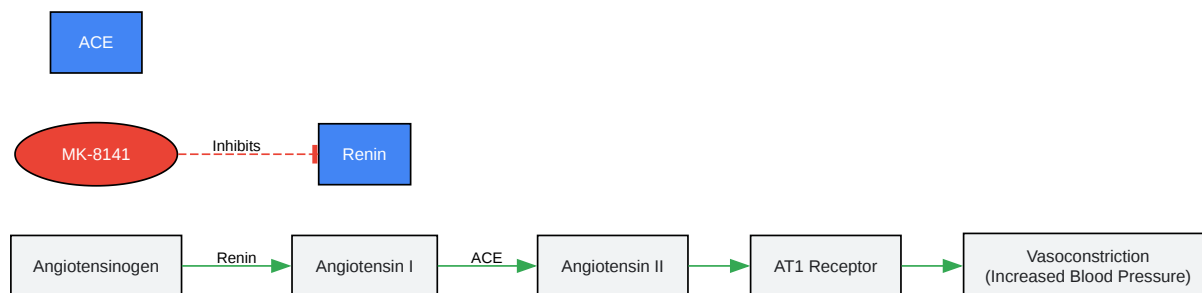 ACE
MK-8141
Inhibits
Renin
Angiotensinogen
Renin
Angiotensin I
ACE
Angiotensin II
AT1 Receptor
Vasoconstriction
(Increased Blood Pressure)